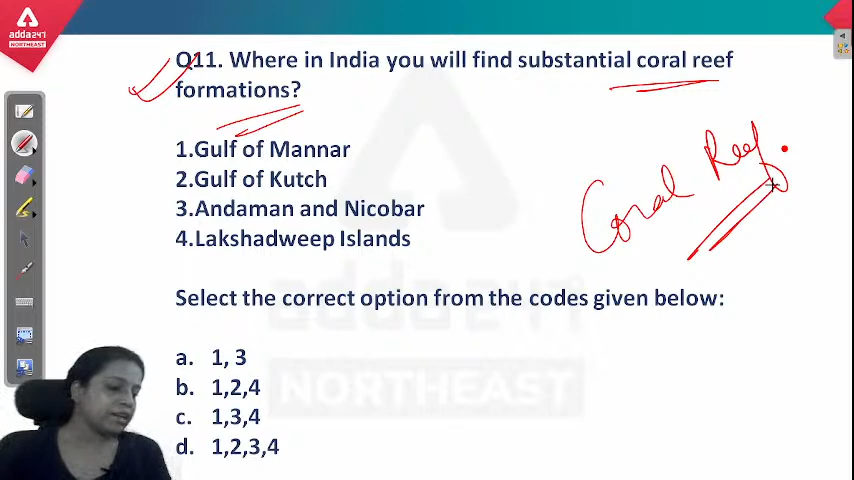 adda247
NORTHEAST
Q11. Where in India you will find substantial coral reef
formations?
1.Gulf of Mannar
2.Gulf of Kutch
3.Andaman and Nicobar
4.Lakshadweep Islands
Coral Reef
Select the correct option from the codes given below:
adda247
NORTHEAST
a. 1, 3
b. 1,2,4
c. 1,3,4
d. 1,2,3,4